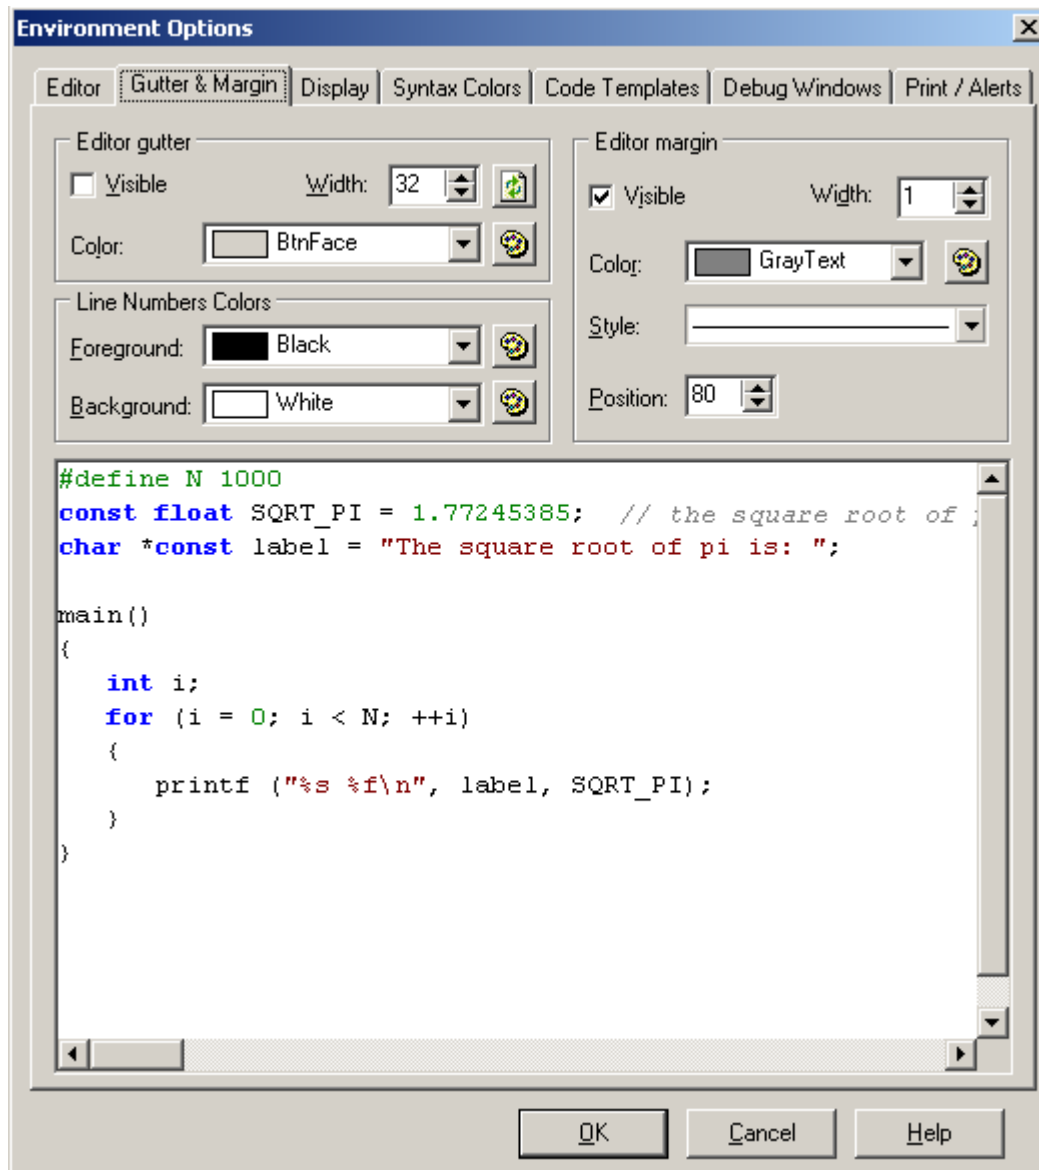 Environment Options
Editor Gutter & Margin Display Syntax Colors Code Templates Debug Windows Print / Alerts
Editor gutter
Visible Width: 32
Color: BtnFace
Line Numbers Colors
Foreground: Black
Background: White
Editor margin
Visible Width: 1
Color: GrayText
Style:
Position: 80
#define N 1000
const float SQRT_PI = 1.77245385; // the square root of
char *const label = "The square root of pi is: ";
main()
{
int i;
for (i = 0; i < N; ++i)
{
printf ("%s %f\n", label, SQRT_PI);
}
}
OK Cancel Help